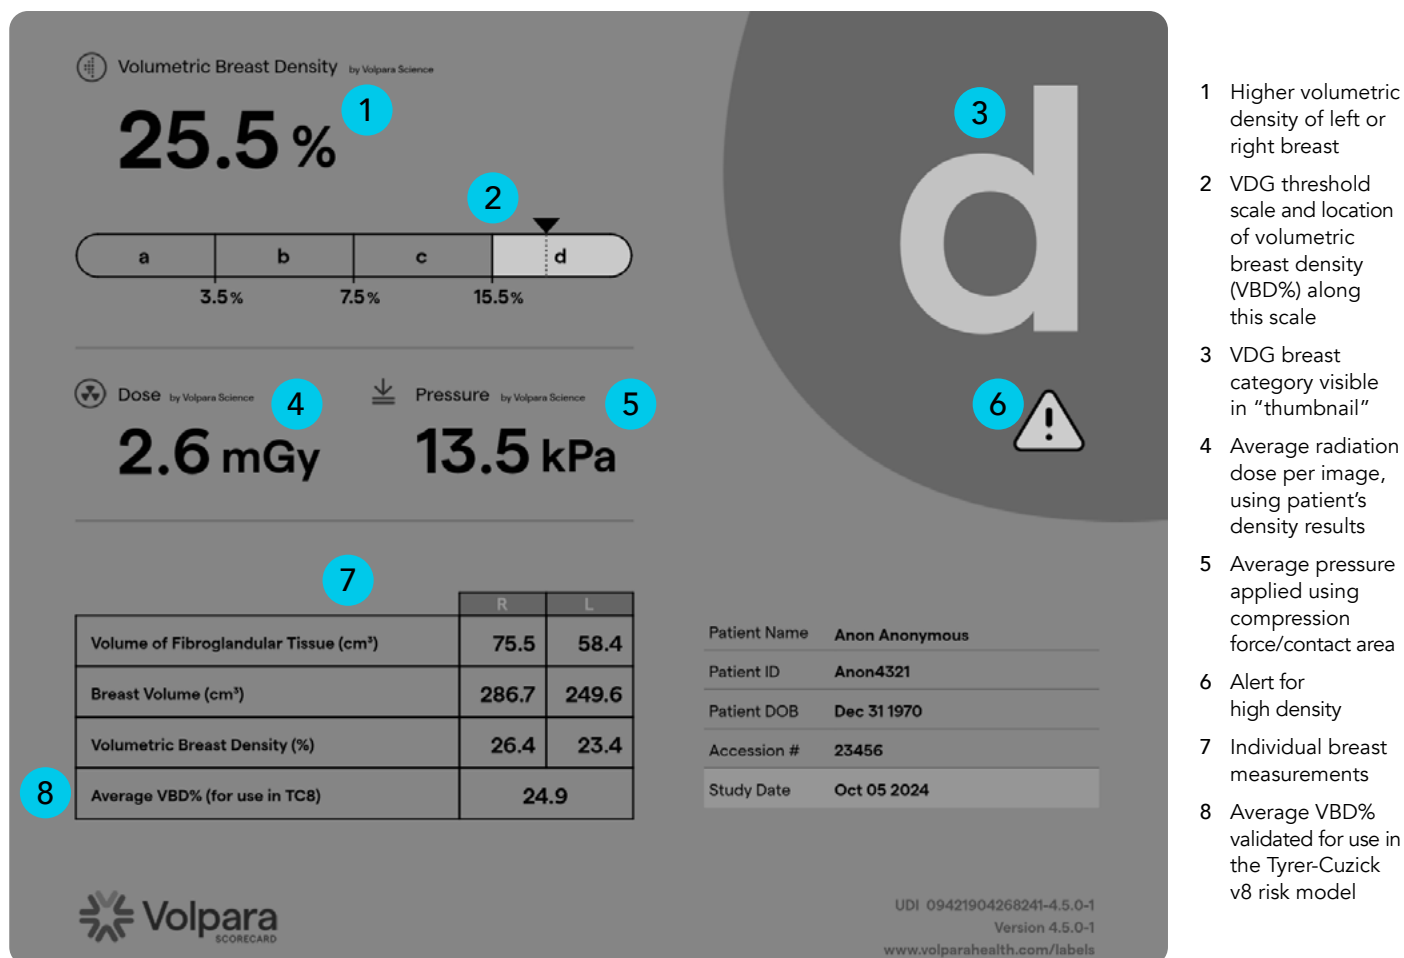 Volumetric Breast Density by Volpara Science
25.5 %
1
2
a b c d
3.5% 7.5% 15.5%
3
d
Dose by Volpara Science
4
2.6 mGy
Pressure by Volpara Science
5
13.5 kPa
6
!
7
R L
Volume of Fibroglandular Tissue (cm³) 75.5 58.4
Breast Volume (cm³) 286.7 249.6
Volumetric Breast Density (%) 26.4 23.4
8
Average VBD% (for use in TC8) 24.9
Patient Name Anon Anonymous
Patient ID Anon4321
Patient DOB Dec 31 1970
Accession # 23456
Study Date Oct 05 2024
Volpara
SCORECARD
UDI 09421904268241-4.5.0-1
Version 4.5.0-1
www.volparahealth.com/labels
1 Higher volumetric
density of left or
right breast
2 VDG threshold
scale and location
of volumetric
breast density
(VBD%) along
this scale
3 VDG breast
category visible
in “thumbnail”
4 Average radiation
dose per image,
using patient’s
density results
5 Average pressure
applied using
compression
force/contact area
6 Alert for
high density
7 Individual breast
measurements
8 Average VBD%
validated for use in
the Tyrer-Cuzick
v8 risk model